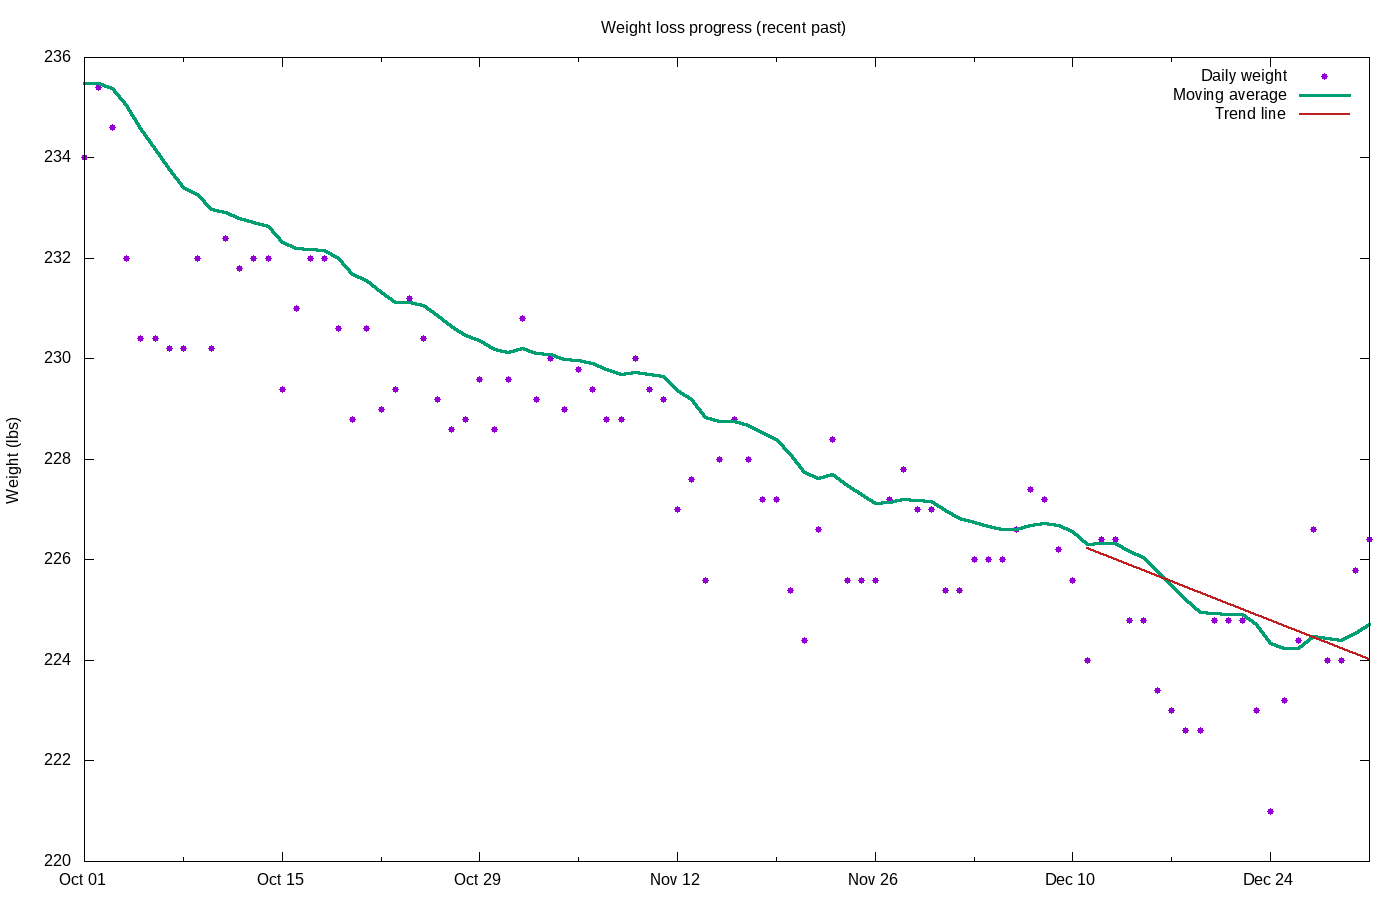 Weight loss progress (recent past)
236
234
232
230
228
226
224
222
220
Weight (lbs)
Daily weight
Moving average
Trend line
Oct 01
Oct 15
Oct 29
Nov 12
Nov 26
Dec 10
Dec 24